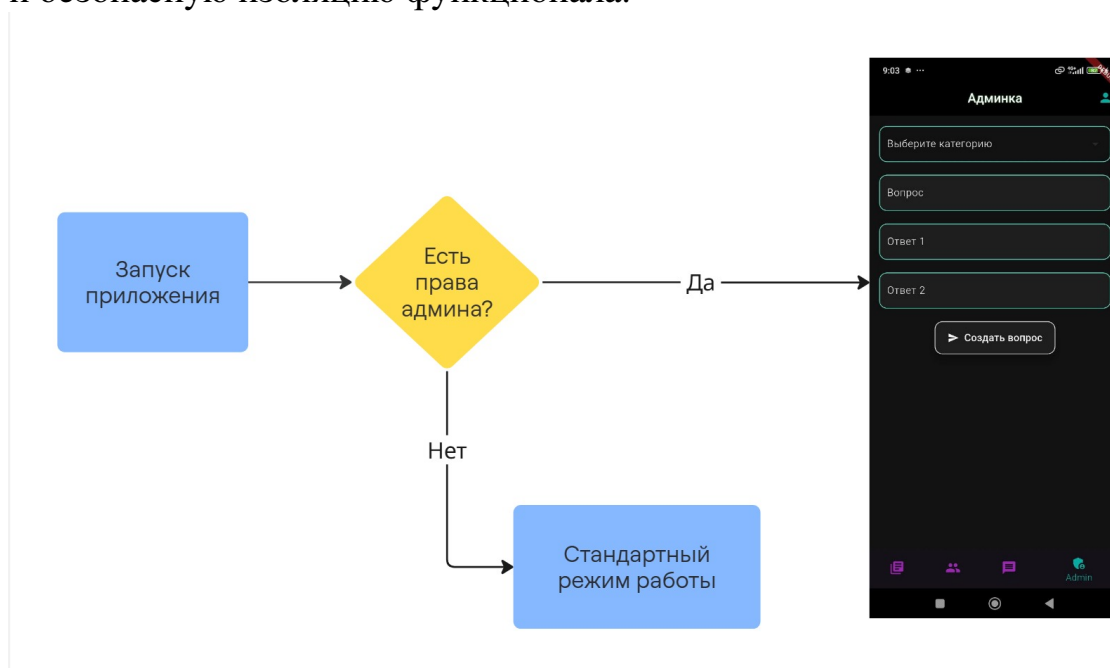 и безопасную изоляцию функционала.
9:03
Админка
Выберите категорию
Вопрос
Ответ 1
Ответ 2
Создать вопрос
Admin
Запуск
приложения
Есть
права
админа?
Да
Нет
Стандартный
режим работы